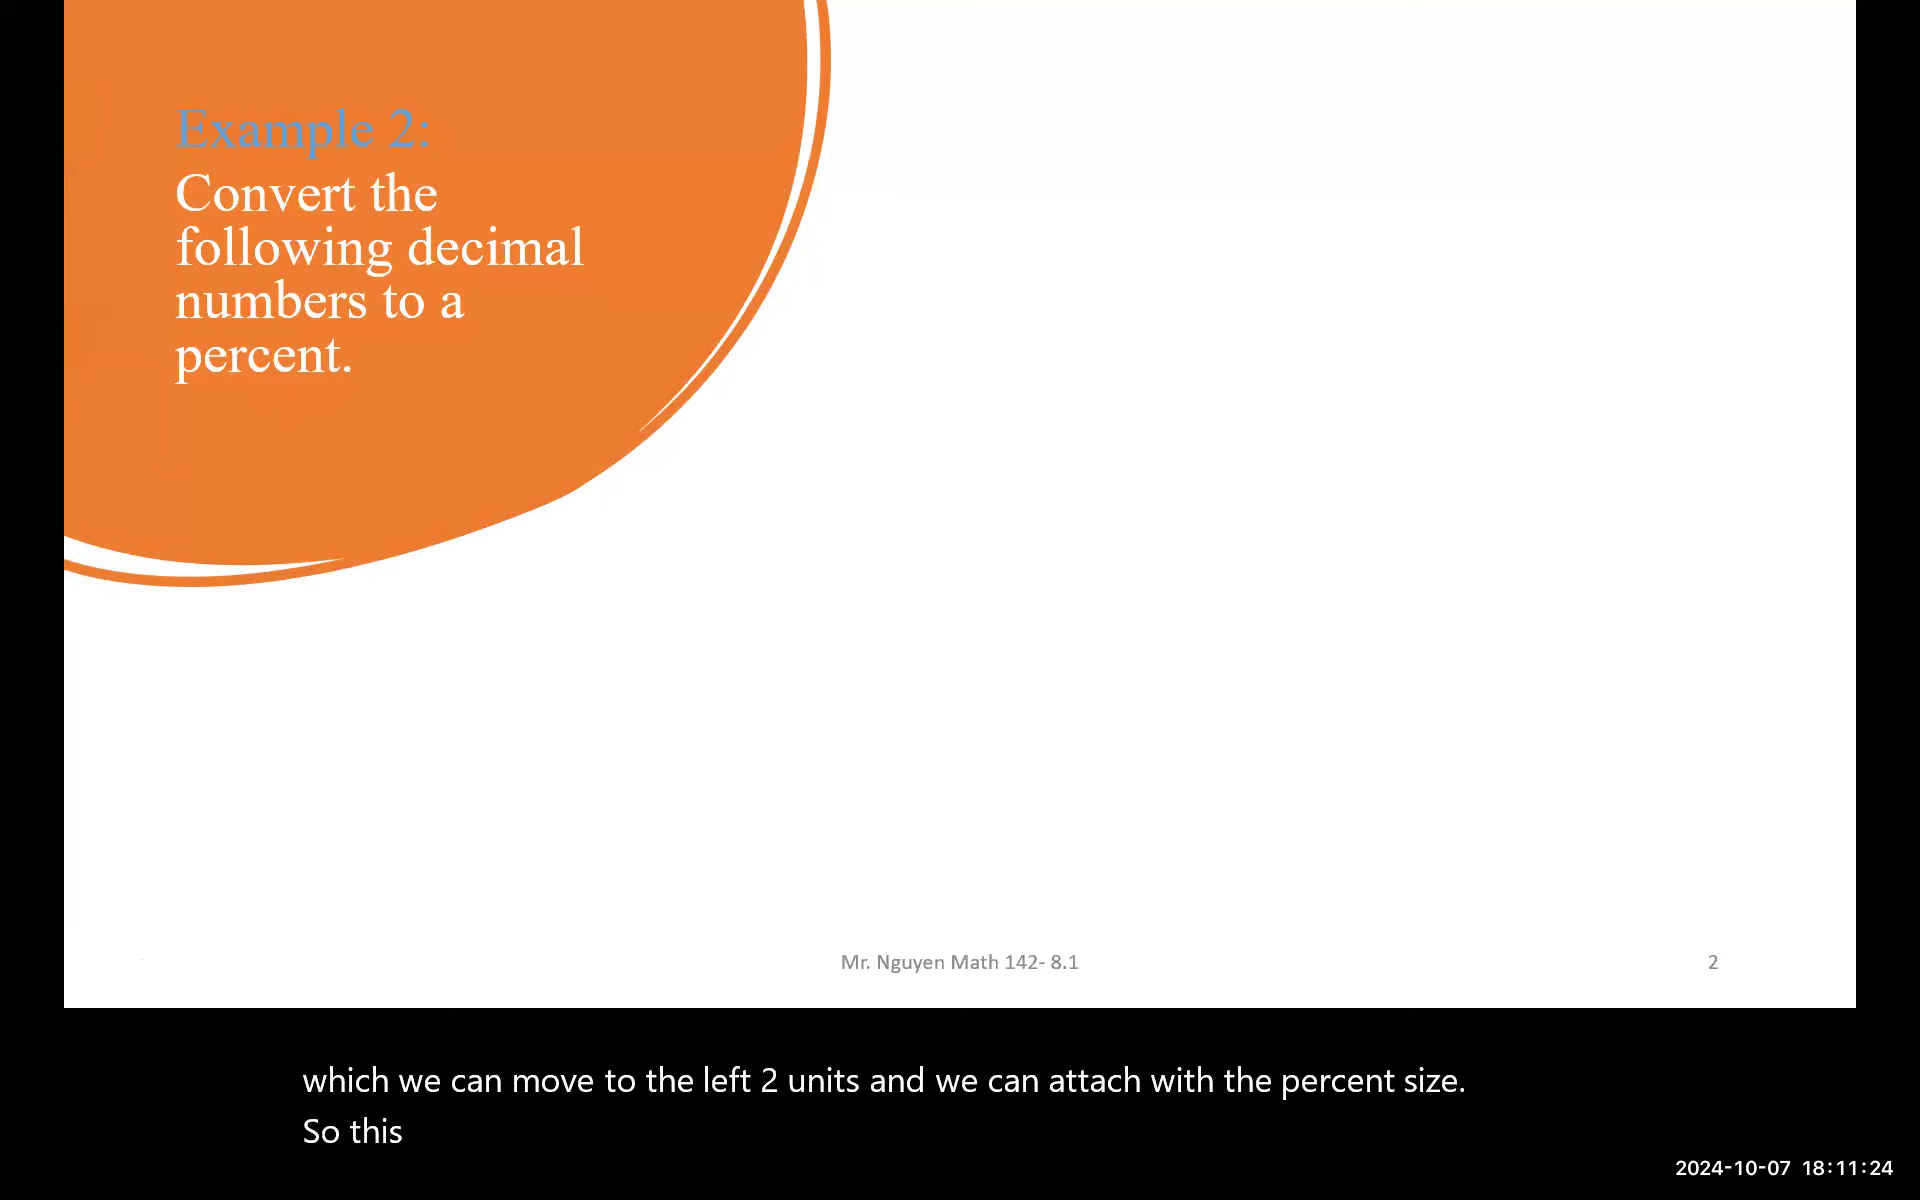 Example 2:
Convert the
following decimal
numbers to a
percent.
Mr. Nguyen Math 142- 8.1
2
which we can move to the left 2 units and we can attach with the percent size.
So this
2024-10-07 18:11:24